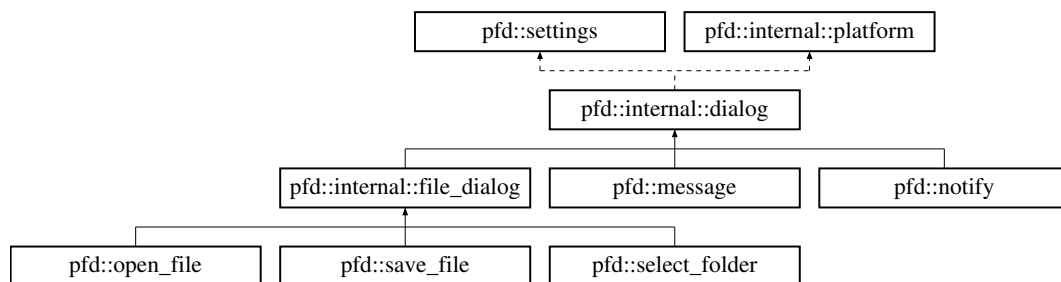 pfd::settings
pfd::internal::platform
pfd::internal::dialog
pfd::internal::file_dialog
pfd::message
pfd::notify
pfd::open_file
pfd::save_file
pfd::select_folder